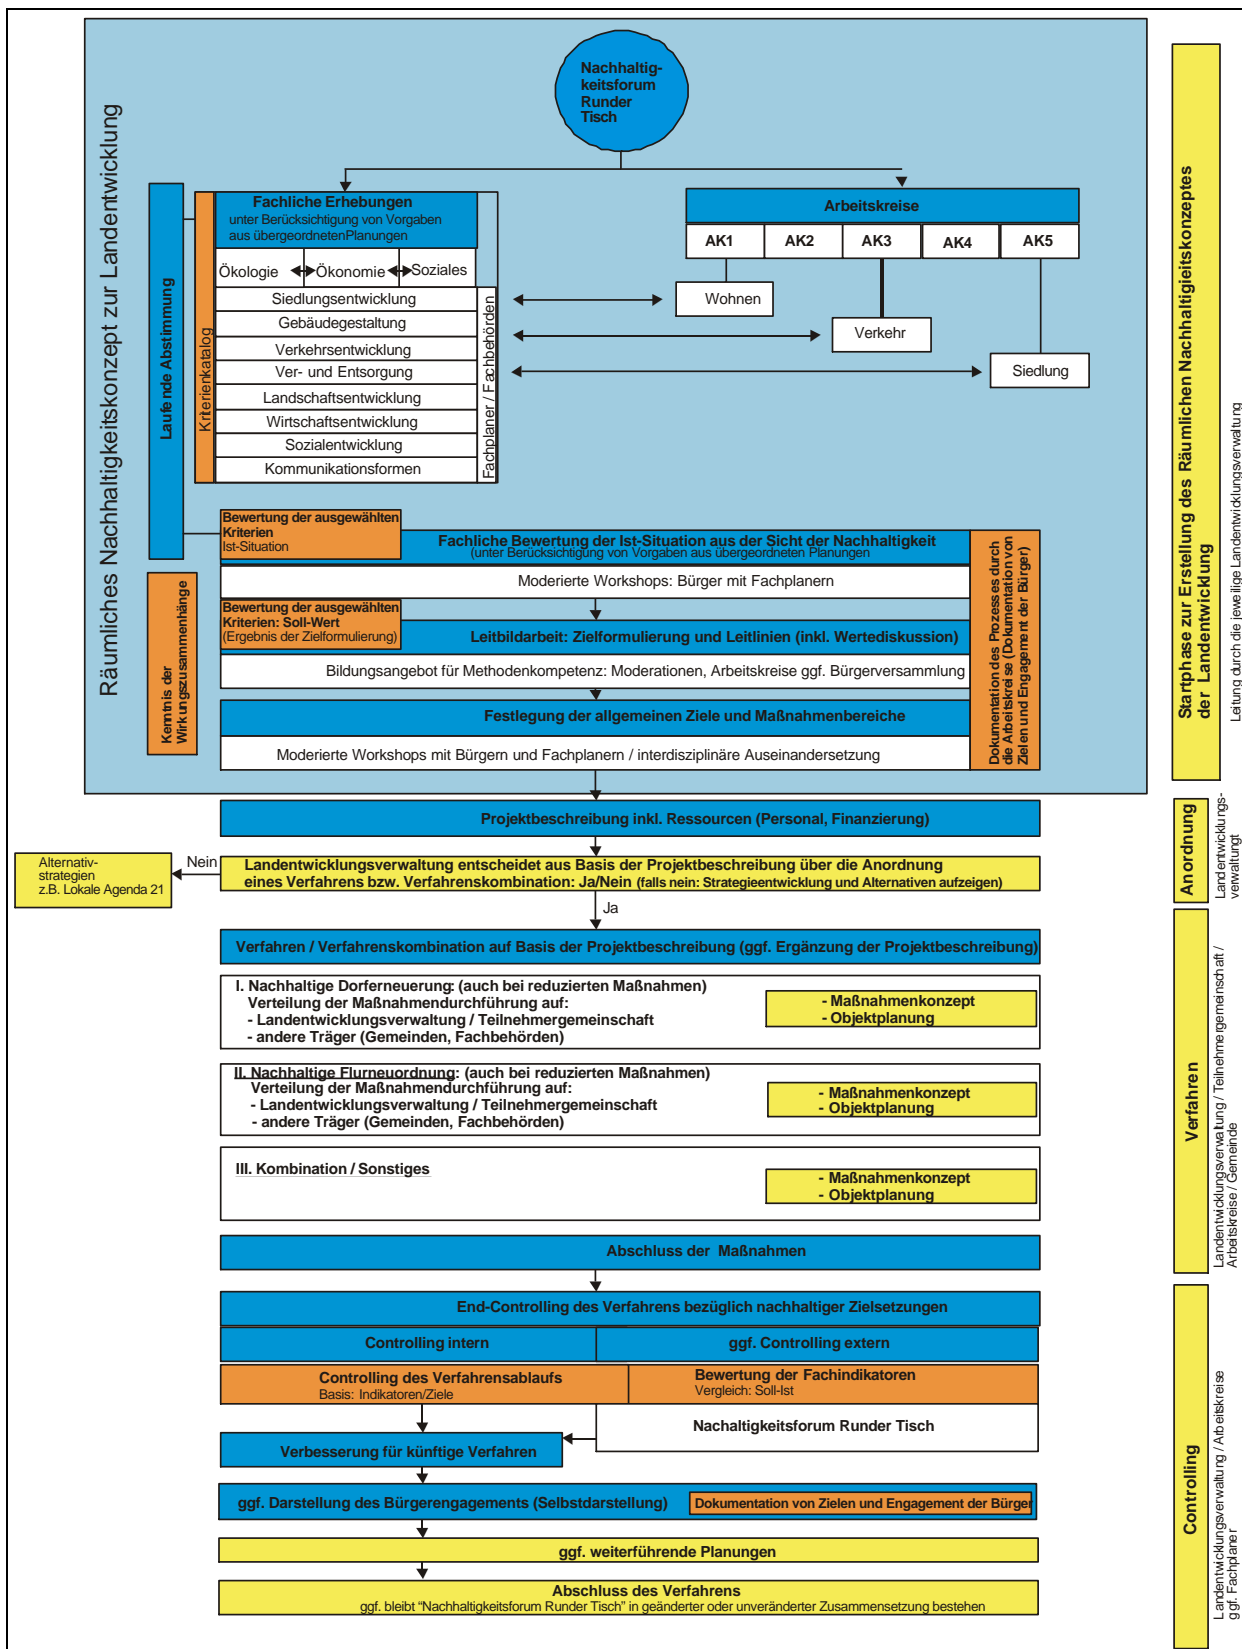 Räumliches Nachhaltigkeitskonzept zur Landentwicklung
Nachhaltig-
keitsforum
Runder
Tisch
Laufende Abstimmung
Kriterienkatalog
Fachliche Erhebungen
unter Berücksichtigung von Vorgaben
aus übergeordnetenPlanungen
Ökologie
Ökonomie
Soziales
Siedlungsentwicklung
Gebäudegestaltung
Verkehrsentwicklung
Ver- und Entsorgung
Landschaftsentwicklung
Wirtschaftsentwicklung
Sozialentwicklung
Kommunikationsformen
Fachplaner / Fachbehörden
Arbeitskreise
AK1
AK2
AK3
AK4
AK5
Wohnen
Verkehr
Siedlung
Bewertung der ausgewählten
Kriterien
Ist-Situation
Fachliche Bewertung der Ist-Situation aus der Sicht der Nachhaltigkeit
(unter Berücksichtigung von Vorgaben aus übergeordneten Planungen
Moderierte Workshops: Bürger mit Fachplanern
Kenntnis der
Wirkungszusammenhänge
Bewertung der ausgewählten
Kriterien: Soll-Wert
(Ergebnis der Zielformulierung)
Leitbildarbeit: Zielformulierung und Leitlinien (inkl. Wertediskussion)
Bildungsangebot für Methodenkompetenz: Moderationen, Arbeitskreise ggf. Bürgerversammlung
Festlegung der allgemeinen Ziele und Maßnahmenbereiche
Moderierte Workshops mit Bürgern und Fachplanern / interdisziplinäre Auseinandersetzung
Dokumentation des Prozesses durch
die Arbeitskreise (Dokumentation von
Zielen und Engagement der Bürger)
Startphase zur Erstellung des Räumlichen Nachhaltigieitskonzeptes
der Landentwicklung
Leitung durch die jeweilige Landentwicklungsverwaltung
Projektbeschreibung inkl. Ressourcen (Personal, Finanzierung)
Alternativ-
strategien
z.B. Lokale Agenda 21
Nein
Landentwicklungsverwaltung entscheidet aus Basis der Projektbeschreibung über die Anordnung
eines Verfahrens bzw. Verfahrenskombination: Ja/Nein (falls nein: Strategieentwicklung und Alternativen aufzeigen)
Ja
Anordnung
Landentwicklungs-
verwaltungt
Verfahren / Verfahrenskombination auf Basis der Projektbeschreibung (ggf. Ergänzung der Projektbeschreibung)
I. Nachhaltige Dorferneuerung: (auch bei reduzierten Maßnahmen)
Verteilung der Maßnahmendurchführung auf:
- Landentwicklungsverwaltung / Teilnehmergemeinschaft
- andere Träger (Gemeinden, Fachbehörden)
- Maßnahmenkonzept
- Objektplanung
II. Nachhaltige Flurneuordnung: (auch bei reduzierten Maßnahmen)
Verteilung der Maßnahmendurchführung auf:
- Landentwicklungsverwaltung / Teilnehmergemeinschaft
- andere Träger (Gemeinden, Fachbehörden)
- Maßnahmenkonzept
- Objektplanung
III. Kombination / Sonstiges
- Maßnahmenkonzept
- Objektplanung
Verfahren
Landentwicklungsverwaltung / Teilnehmergemeinschaft /
Arbeitskreise / Gemeinde
Abschluss der Maßnahmen
End-Controlling des Verfahrens bezüglich nachhaltiger Zielsetzungen
Controlling intern
ggf. Controlling extern
Controlling des Verfahrensablaufs
Basis: Indikatoren/Ziele
Bewertung der Fachindikatoren
Vergleich: Soll-Ist
Nachaltigkeitsforum Runder Tisch
Verbesserung für künftige Verfahren
ggf. Darstellung des Bürgerengagements (Selbstdarstellung)
Dokumentation von Zielen und Engagement der Bürger
ggf. weiterführende Planungen
Abschluss des Verfahrens
ggf. bleibt “Nachhaltigkeitsforum Runder Tisch” in geänderter oder unveränderter Zusammensetzung bestehen
Controlling
Landentwicklungsverwaltung / Arbeitskreise
ggf. Fachplaner